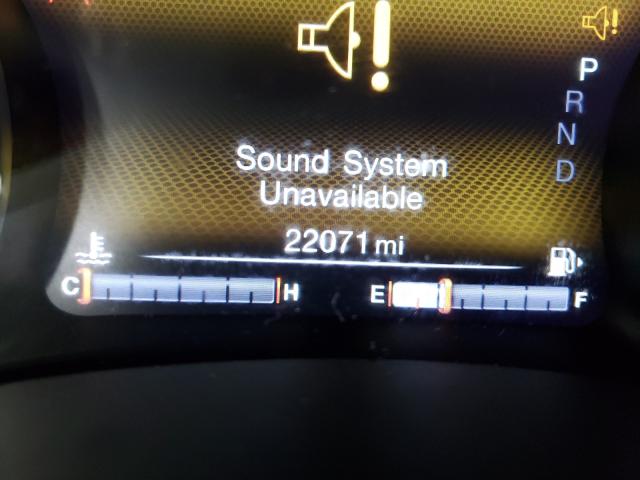 P
R
N
D
Sound System
Unavailable
22071 mi
C H E F